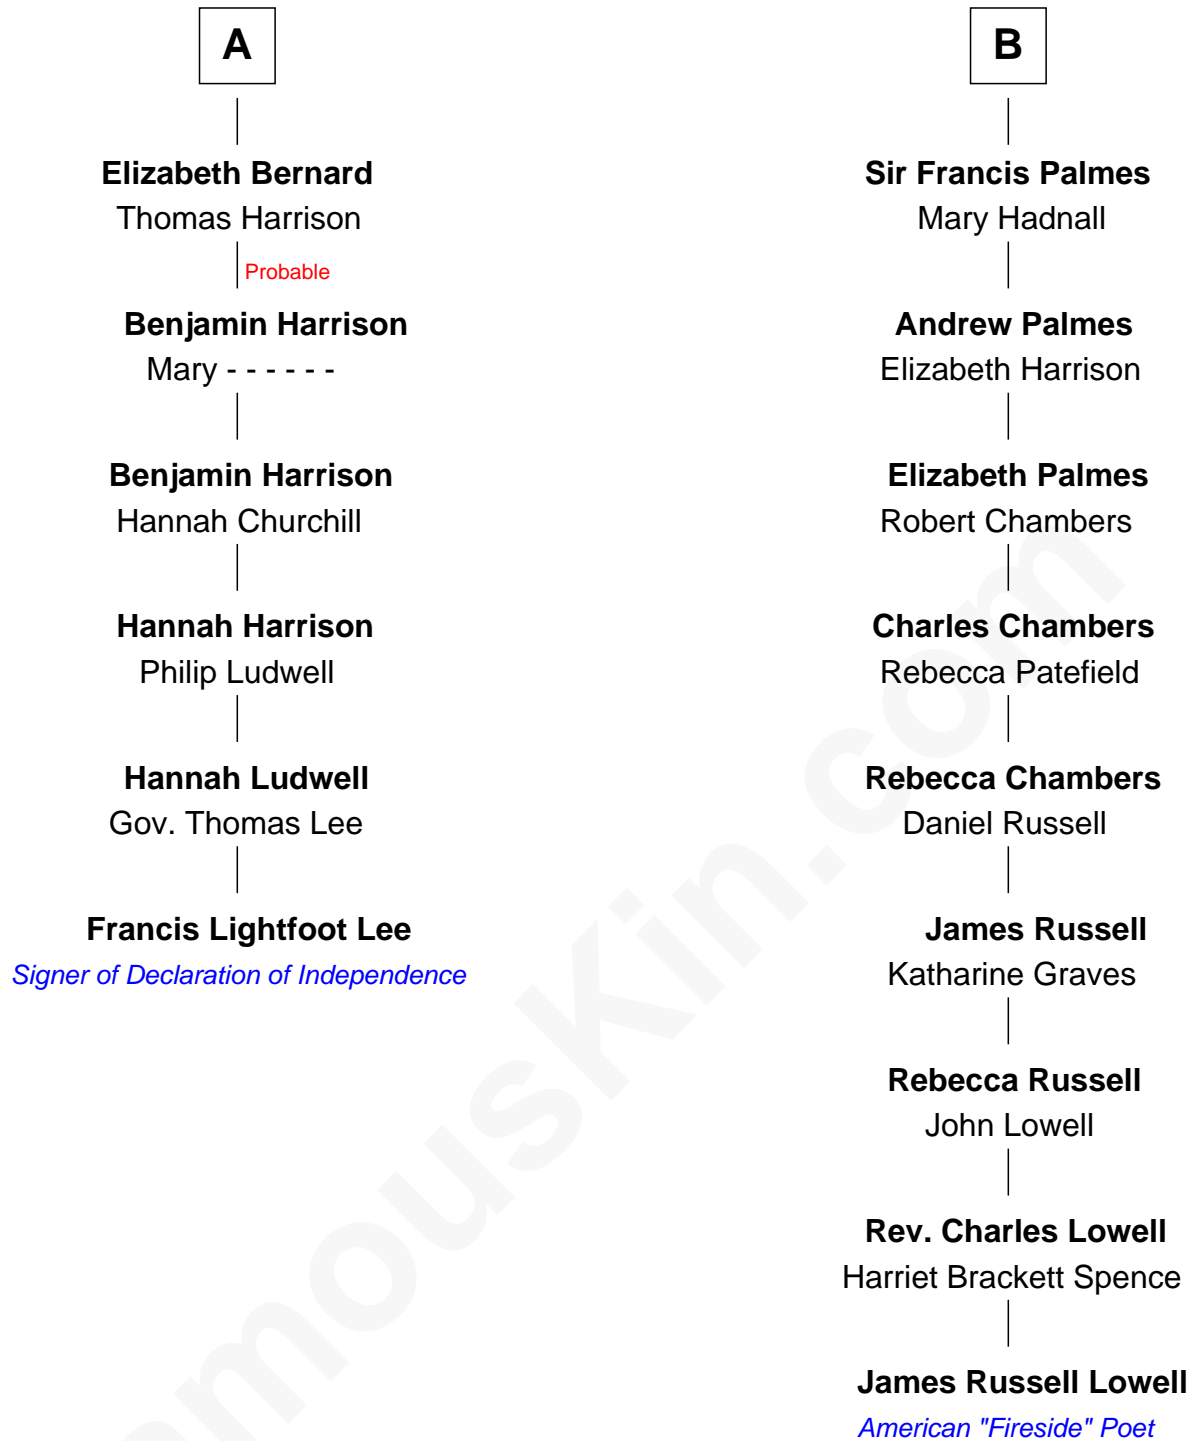 A
Elizabeth Bernard
Thomas Harrison
Probable
Benjamin Harrison
Mary - - - - - -
Benjamin Harrison
Hannah Churchill
Hannah Harrison
Philip Ludwell
Hannah Ludwell
Gov. Thomas Lee
Francis Lightfoot Lee
Signer of Declaration of Independence
B
Sir Francis Palmes
Mary Hadnall
Andrew Palmes
Elizabeth Harrison
Elizabeth Palmes
Robert Chambers
Charles Chambers
Rebecca Patefield
Rebecca Chambers
Daniel Russell
James Russell
Katharine Graves
Rebecca Russell
John Lowell
Rev. Charles Lowell
Harriet Brackett Spence
James Russell Lowell
American "Fireside" Poet
amouskin.com